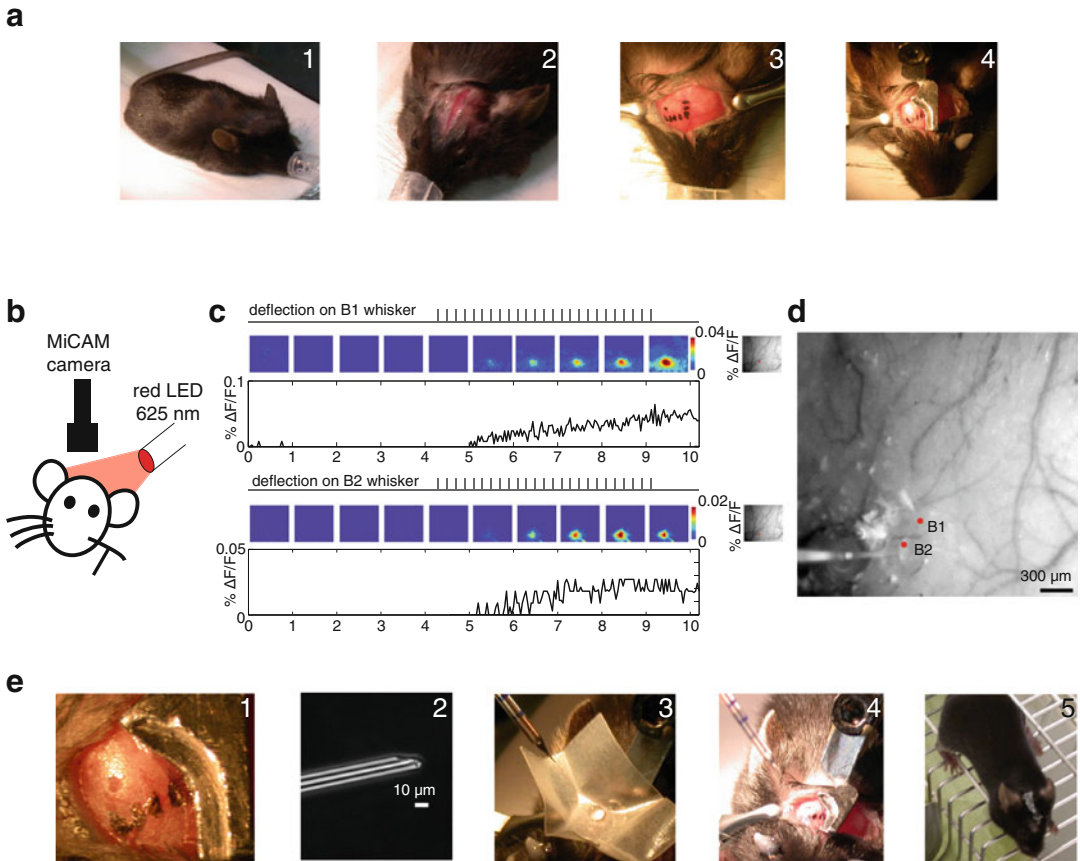 a
1
2
3
4
b
MiCAM
camera
red LED
625 nm
c
deflection on B1 whisker
0.04
0
% ΔF/F
0.1
0
% ΔF/F
0 1 2 3 4 5 6 7 8 9 10
deflection on B2 whisker
0.02
0
% ΔF/F
0.05
0
% ΔF/F
0 1 2 3 4 5 6 7 8 9 10
d
B1
B2
300 µm
e
1
2
10 µm
3
4
5